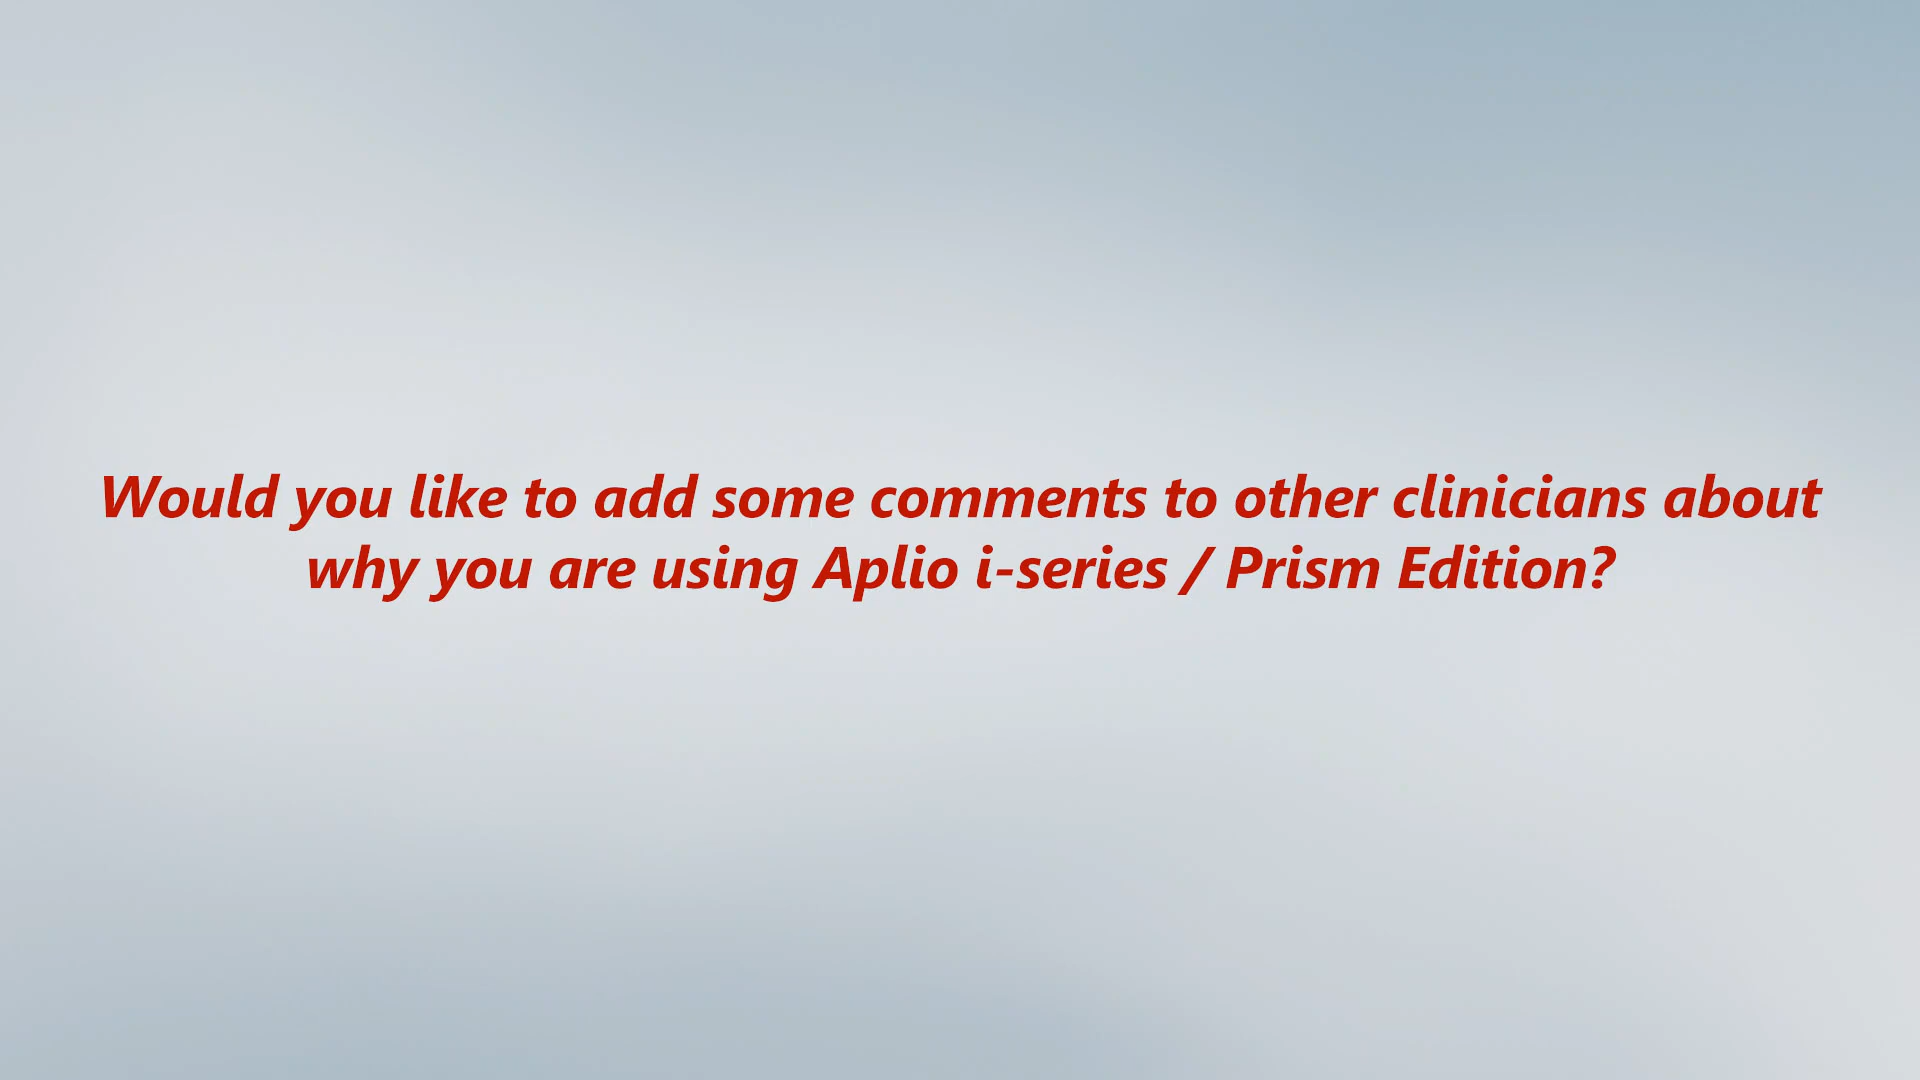 Would you like to add some comments to other clinicians about
why you are using Aplio i-series / Prism Edition?